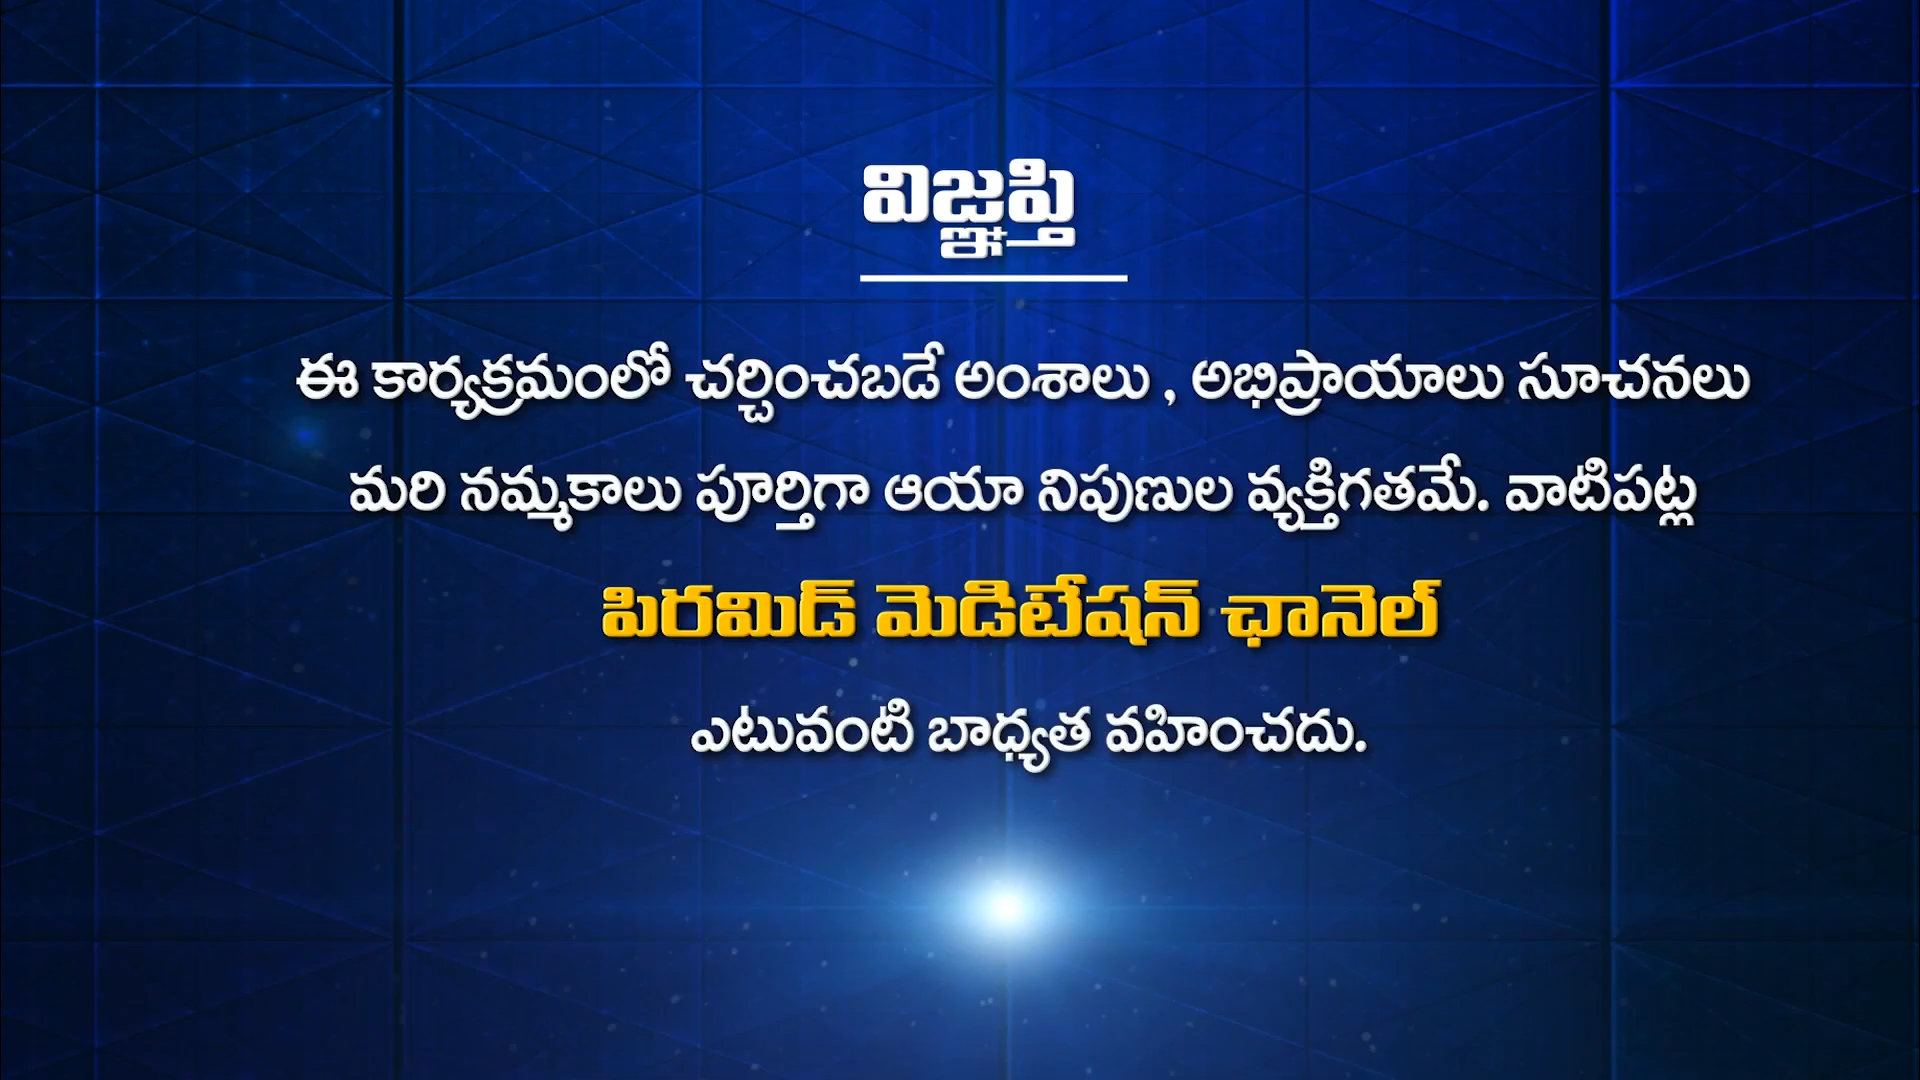 విజ్ఞప్తి
ఈ కార్యక్రమంలో చర్చించబడే అంశాలు , అభిప్రాయాలు సూచనలు
మరి నమ్మకాలు పూర్తిగా ఆయా నిపుణుల వ్యక్తిగతమే. వాటిపట్ల
పిరమిడ్ మెడిటేషన్ ఛానెల్
ఎటువంటి బాధ్యత వహించదు.